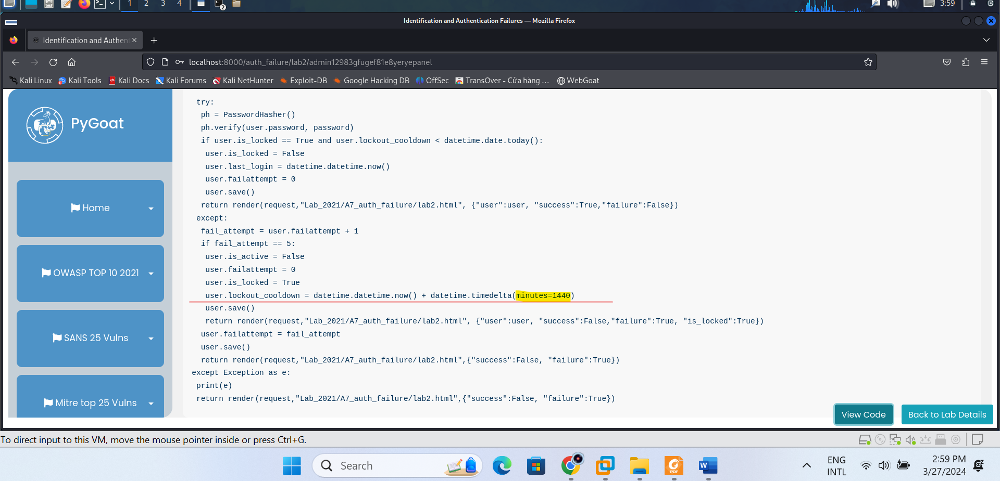 1 2 3 4 2 3:59
Identification and Authentication Failures — Mozilla Firefox
Identification and Authent
localhost:8000/auth_failure/lab2/admin12983gfugef81e8yeryepanel
Kali Linux Kali Tools Kali Docs Kali Forums Kali NetHunter Exploit-DB Google Hacking DB OffSec TransOver - Cửa hàng … WebGoat
PyGoat
Home
OWASP TOP 10 2021
SANS 25 Vulns
Mitre top 25 Vulns
try:
ph = PasswordHasher()
ph.verify(user.password, password)
if user.is_locked == True and user.lockout_cooldown < datetime.date.today():
user.is_locked = False
user.last_login = datetime.datetime.now()
user.failattempt = 0
user.save()
return render(request,"Lab_2021/A7_auth_failure/lab2.html", {"user":user, "success":True,"failure":False})
except:
fail_attempt = user.failattempt + 1
if fail_attempt == 5:
user.is_active = False
user.failattempt = 0
user.is_locked = True
user.lockout_cooldown = datetime.datetime.now() + datetime.timedelta(minutes=1440)
user.save()
return render(request,"Lab_2021/A7_auth_failure/lab2.html", {"user":user, "success":False,"failure":True, "is_locked":True})
user.failattempt = fail_attempt
user.save()
return render(request,"Lab_2021/A7_auth_failure/lab2.html",{"success":False, "failure":True})
except Exception as e:
print(e)
return render(request,"Lab_2021/A7_auth_failure/lab2.html",{"success":False, "failure":True})
View Code Back to Lab Details
To direct input to this VM, move the mouse pointer inside or press Ctrl+G.
Search
PDF
W
ENG
INTL
2:59 PM
3/27/2024